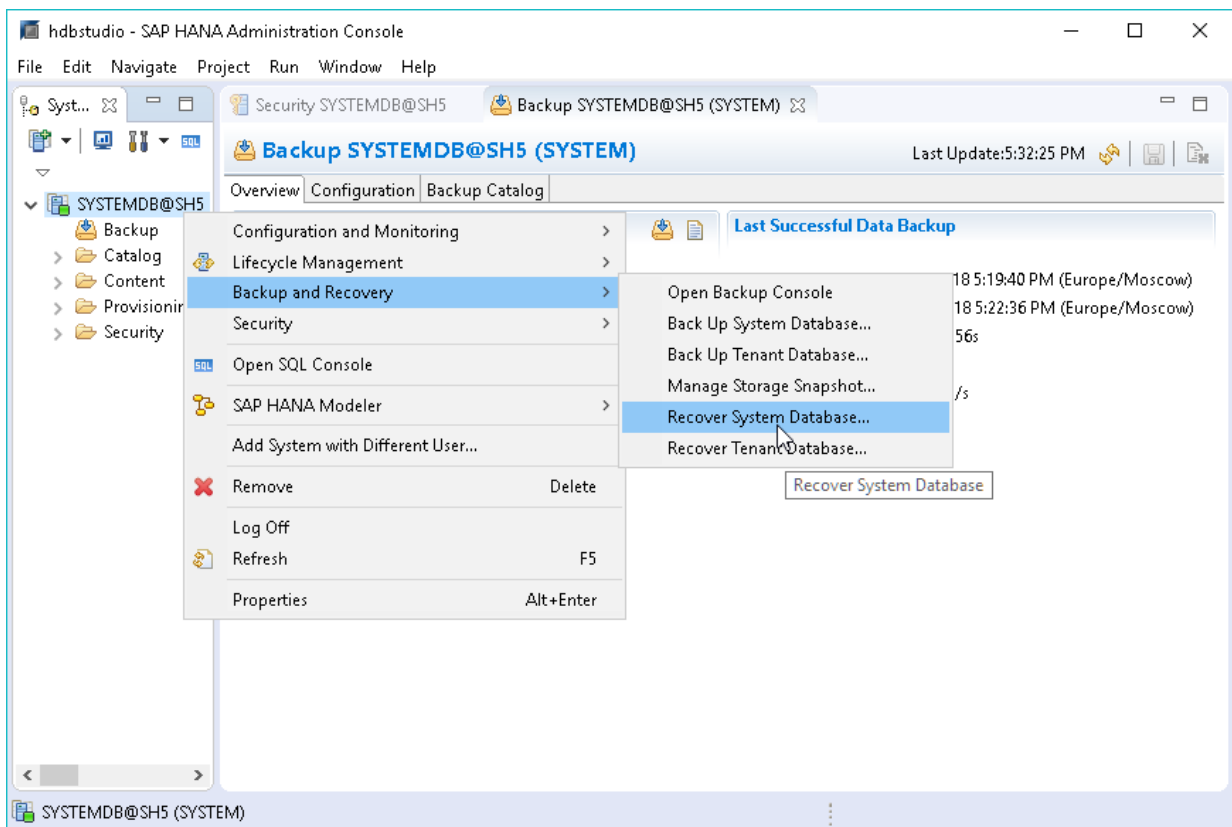 hdbstudio - SAP HANA Administration Console
File Edit Navigate Project Run Window Help
Syst...
Security SYSTEMDB@SH5
Backup SYSTEMDB@SH5 (SYSTEM)
SQL
Backup SYSTEMDB@SH5 (SYSTEM)
Last Update:5:32:25 PM
Overview Configuration Backup Catalog
SYSTEMDB@SH5
Backup
Catalog
Content
Provisionin
Security
Configuration and Monitoring
Lifecycle Management
Backup and Recovery
Security
SQL Open SQL Console
SAP HANA Modeler
Add System with Different User...
Remove Delete
Log Off
Refresh F5
Properties Alt+Enter
Last Successful Data Backup
18 5:19:40 PM (Europe/Moscow)
18 5:22:36 PM (Europe/Moscow)
56s
/s
Open Backup Console
Back Up System Database...
Back Up Tenant Database...
Manage Storage Snapshot...
Recover System Database...
Recover Tenant Database...
Recover System Database
SYSTEMDB@SH5 (SYSTEM)